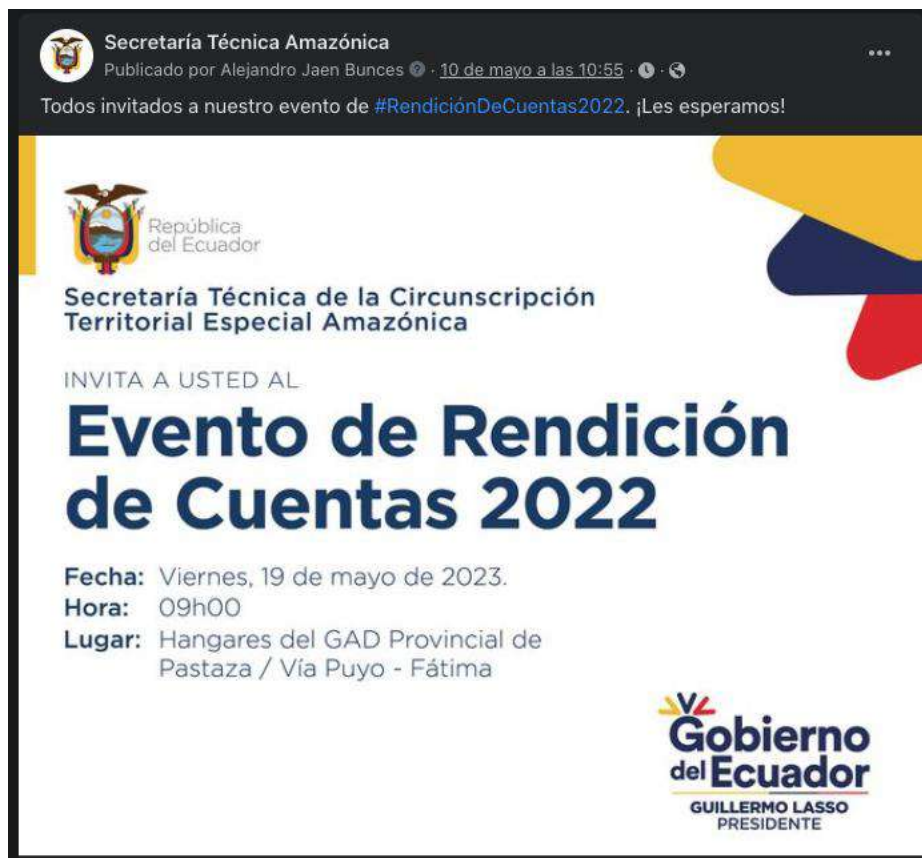 Secretaría Técnica Amazónica
Publicado por Alejandro Jaen Bunces · 10 de mayo a las 10:55 ·
Todos invitados a nuestro evento de #RendiciónDeCuentas2022. ¡Les esperamos!
República
del Ecuador
Secretaría Técnica de la Circunscripción
Territorial Especial Amazónica
INVITA A USTED AL
Evento de Rendición
de Cuentas 2022
Fecha: Viernes, 19 de mayo de 2023.
Hora: 09h00
Lugar: Hangares del GAD Provincial de
Pastaza / Vía Puyo - Fátima
Gobierno
del Ecuador
GUILLERMO LASSO
PRESIDENTE